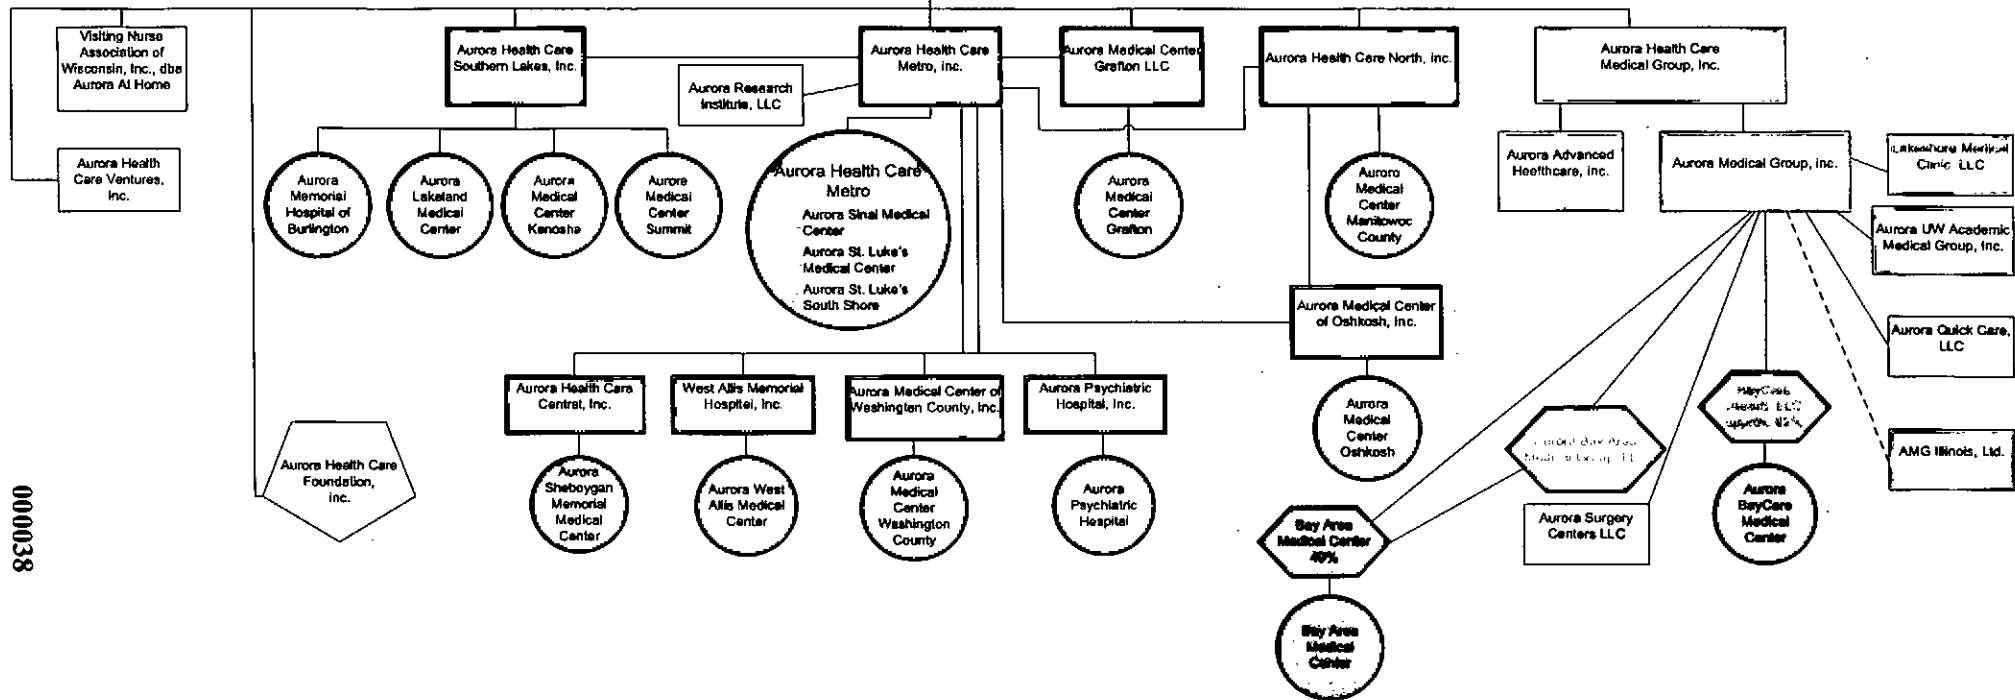 Visiting Nurse
Association of
Wisconsin, Inc., dba
Aurora At Home
Aurora Health Care
Southern Lakes, Inc.
Aurora Health Care
Metro, Inc.
Aurora Medical Center
Grafton LLC
Aurora Health Care North, Inc.
Aurora Health Care
Medical Group, Inc.
Aurora Research
Institute, LLC
Aurora Health
Care Ventures,
Inc.
Aurora
Memorial
Hospital of
Burlington
Aurora
Lakeland
Medical
Center
Aurora
Medical
Center
Kenosha
Aurora
Medical
Center
Summit
Aurora Health Care
Metro
Aurora Sinai Medical
Center
Aurora St. Luke's
Medical Center
Aurora St. Luke's
South Shore
Aurora
Medical
Center
Grafton
Aurora
Medical
Center
Manitowoc
County
Aurora Advanced
Healthcare, Inc.
Aurora Medical Group, Inc.
Lakeshore Medical
Clinic, LLC
Aurora UW Academic
Medical Group, Inc.
Aurora Medical Center
of Oshkosh, Inc.
Aurora Quick Care,
LLC
Aurora Health Care
Central, Inc.
West Allis Memorial
Hospital, Inc.
Aurora Medical Center of
Washington County, Inc.
Aurora Psychiatric
Hospital, Inc.
Aurora
Medical
Center
Oshkosh
BayCare
LLC
Aurora Bay Area
Medical Group
AMG Illinois, Ltd.
Aurora Health Care
Foundation,
Inc.
Aurora
Sheboygan
Memorial
Medical
Center
Aurora West
Allis Medical
Center
Aurora
Medical
Center
Washington
County
Aurora
Psychiatric
Hospital
Bay Area
Medical Center
49%
Aurora Surgery
Centers LLC
Aurora
BayCare
Medical
Center
Bay Area
Medical
Center
000038